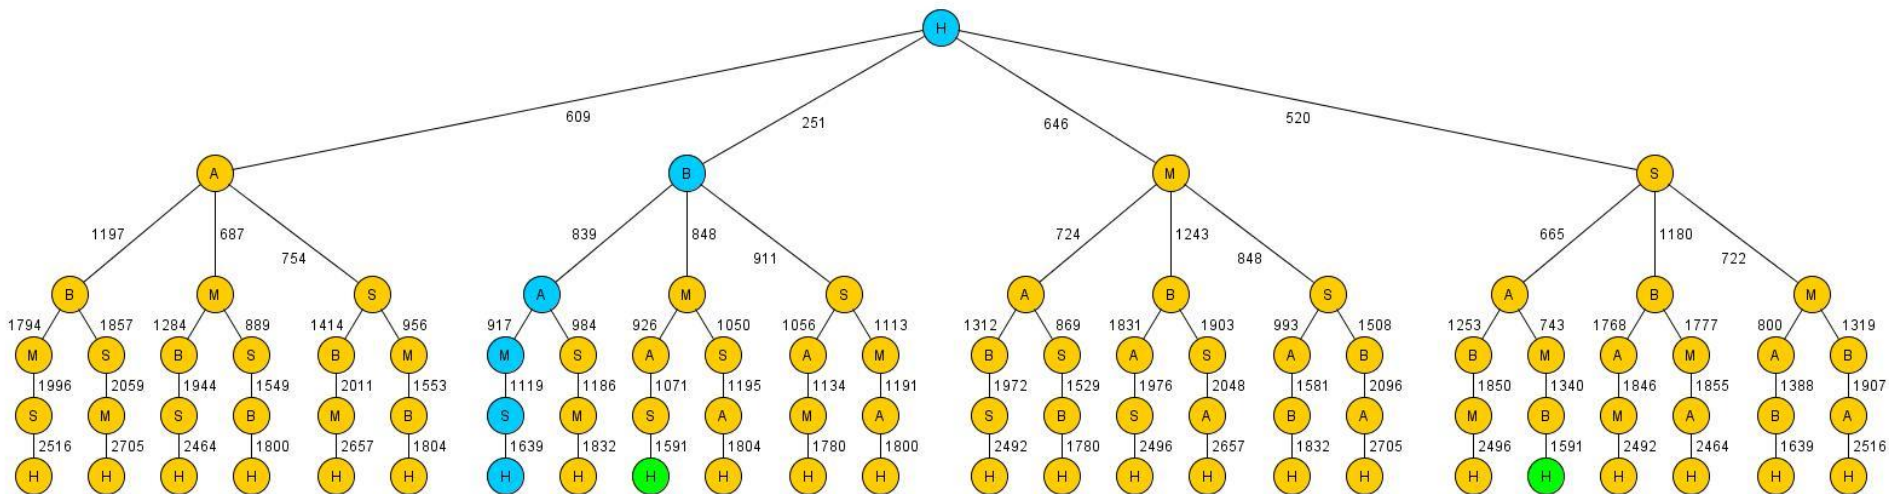 H
609 251 646 520
A B M S
1197 687 754 839 848 911 724 1243 848 665 1180 722
B M S A M S A B S A B M
1794 1857 1284 889 1414 956 917 984 926 1050 1056 1113 1312 869 1831 1903 993 1508 1253 743 1768 1777 800 1319
M S B S B M M S A S A M B S A S A B B M A M A B
1996 2059 1944 1549 2011 1553 1119 1186 1071 1195 1134 1191 1972 1529 1976 2048 1581 2096 1850 1340 1846 1855 1388 1907
S M S B M B S M S A M A S B S A B A M B M A B A
2516 2705 2464 1800 2657 1804 1639 1832 1591 1804 1780 1800 2492 1780 2496 2657 1832 2705 2496 1591 2492 2464 1639 2516
H H H H H H H H H H H H H H H H H H H H H H H H